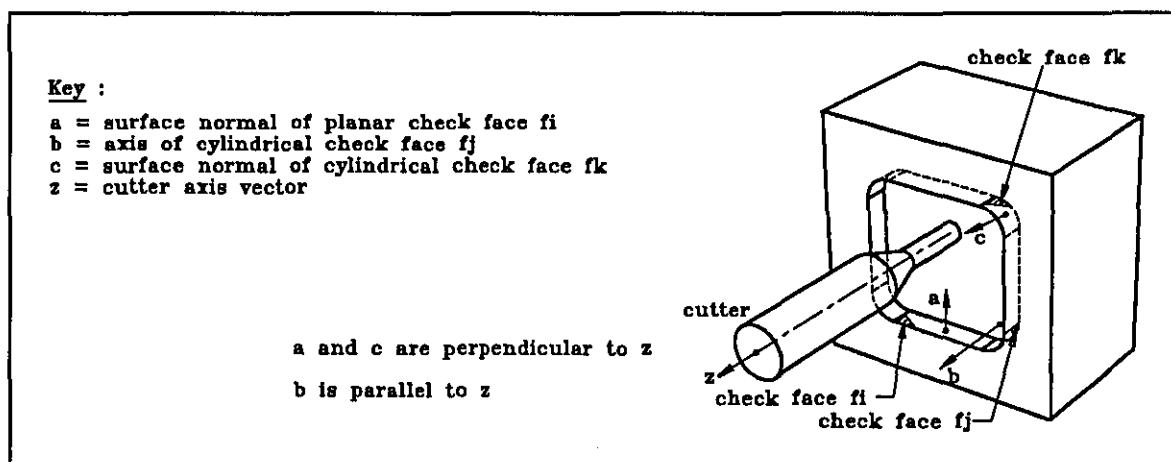 Key :
a = surface normal of planar check face fi
b = axis of cylindrical check face fj
c = surface normal of cylindrical check face fk
z = cutter axis vector
a and c are perpendicular to z
b is parallel to z
check face fk
c
a
cutter
z
b
check face fi
check face fj